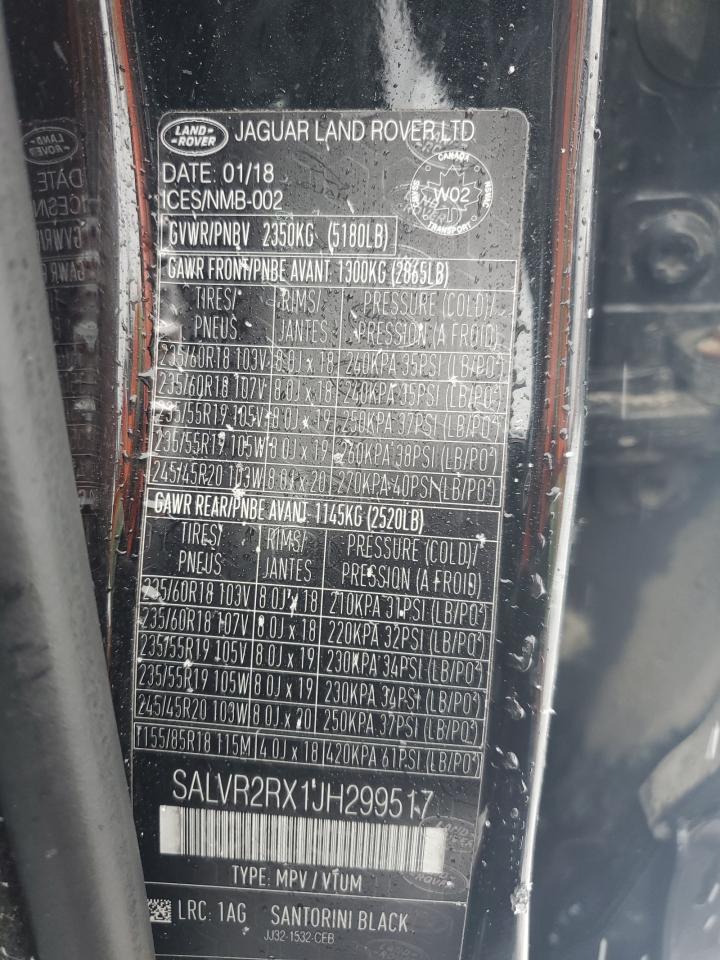 LAND-
-ROVER
JAGUAR LAND ROVER LTD
DATE: 01/18
ICES/NMB-002
CANADA
W02
TRANSPORT
GVWR/PNBV 2350KG (5180LB)
GAWR FRONT/PNBE AVANT 1300KG (2865LB)
TIRES/ RIMS/ PRESSURE (COLD)/
PNEUS JANTES PRESSION (A FROID)
235/60R18 103V 8.0J x 18 240KPA 35PSI (LB/PO²)
235/60R18 107V 8.0J x 18 240KPA 35PSI (LB/PO²)
235/55R19 105V 8.0J x 19 250KPA 37PSI (LB/PO²)
235/55R19 105W 8.0J x 19 260KPA 38PSI (LB/PO²)
245/45R20 103W 8.0J x 20 270KPA 40PSI (LB/PO²)
GAWR REAR/PNBE AVANT 1145KG (2520LB)
TIRES/ RIMS/ PRESSURE (COLD)/
PNEUS JANTES PRESSION (A FROID)
235/60R18 103V 8.0J x 18 210KPA 31PSI (LB/PO²)
235/60R18 107V 8.0J x 18 220KPA 32PSI (LB/PO²)
235/55R19 105V 8.0J x 19 230KPA 34PSI (LB/PO²)
235/55R19 105W 8.0J x 19 230KPA 34PSI (LB/PO²)
245/45R20 103W 8.0J x 20 250KPA 37PSI (LB/PO²)
T155/85R18 115M 4.0J x 18 420KPA 61PSI (LB/PO²)
SALVR2RX1JH299517
TYPE: MPV / VTUM
LRC: 1AG SANTORINI BLACK
JJ32-1532-CEB